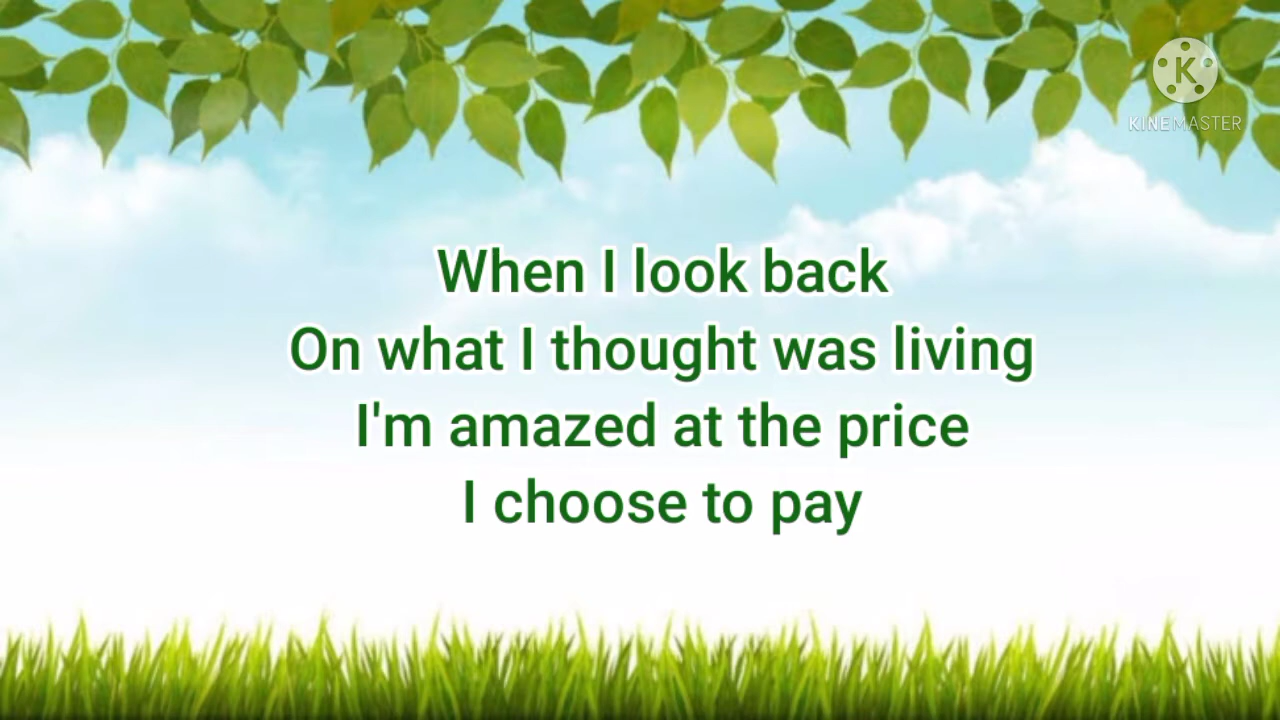 KINEMASTER
When I look back
On what I thought was living
I'm amazed at the price
I choose to pay